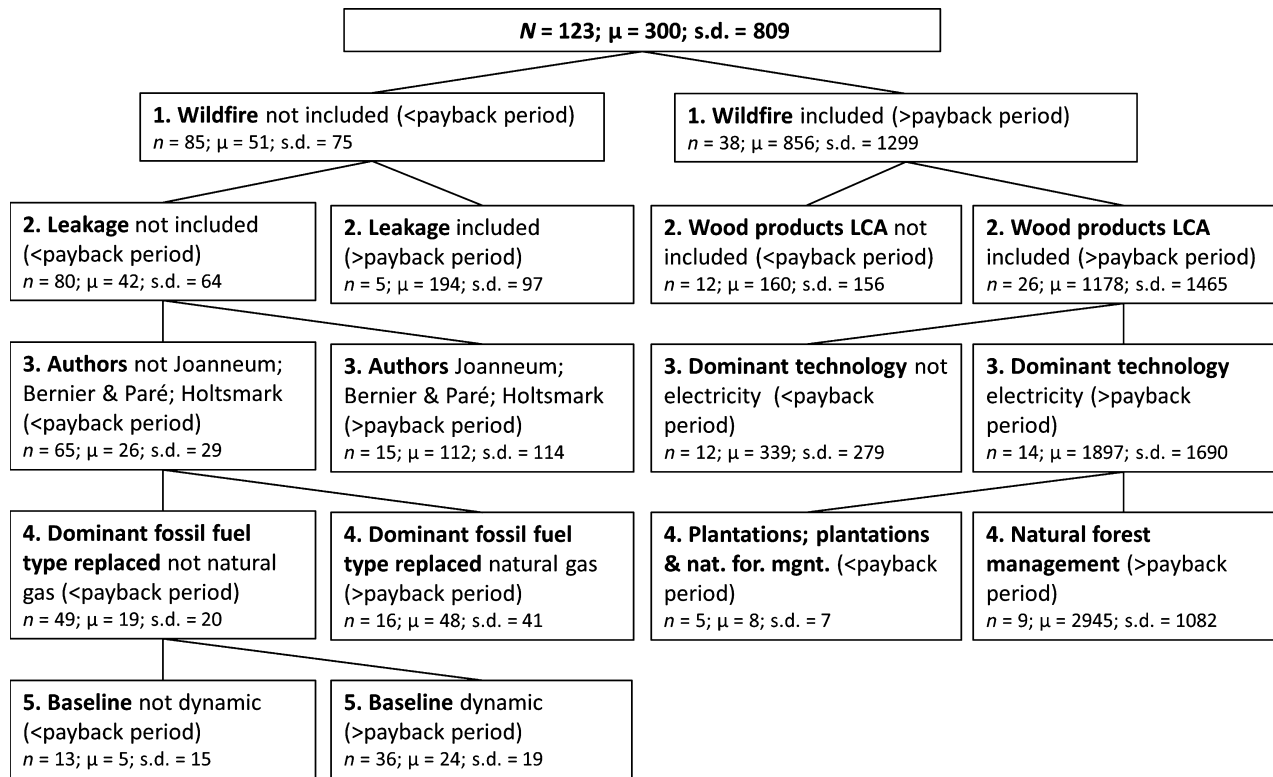 N = 123; μ = 300; s.d. = 809
1. Wildfire not included (<payback period)
n = 85; μ = 51; s.d. = 75
1. Wildfire included (>payback period)
n = 38; μ = 856; s.d. = 1299
2. Leakage not included
(<payback period)
n = 80; μ = 42; s.d. = 64
2. Leakage included
(>payback period)
n = 5; μ = 194; s.d. = 97
2. Wood products LCA not
included (<payback period)
n = 12; μ = 160; s.d. = 156
2. Wood products LCA
included (>payback period)
n = 26; μ = 1178; s.d. = 1465
3. Authors not Joanneum;
Bernier & Paré; Holtsmark
(<payback period)
n = 65; μ = 26; s.d. = 29
3. Authors Joanneum;
Bernier & Paré; Holtsmark
(>payback period)
n = 15; μ = 112; s.d. = 114
3. Dominant technology not
electricity (<payback
period)
n = 12; μ = 339; s.d. = 279
3. Dominant technology
electricity (>payback
period)
n = 14; μ = 1897; s.d. = 1690
4. Dominant fossil fuel
type replaced not natural
gas (<payback period)
n = 49; μ = 19; s.d. = 20
4. Dominant fossil fuel
type replaced natural gas
(>payback period)
n = 16; μ = 48; s.d. = 41
4. Plantations; plantations
& nat. for. mgnt. (<payback
period)
n = 5; μ = 8; s.d. = 7
4. Natural forest
management (>payback
period)
n = 9; μ = 2945; s.d. = 1082
5. Baseline not dynamic
(<payback period)
n = 13; μ = 5; s.d. = 15
5. Baseline dynamic
(>payback period)
n = 36; μ = 24; s.d. = 19